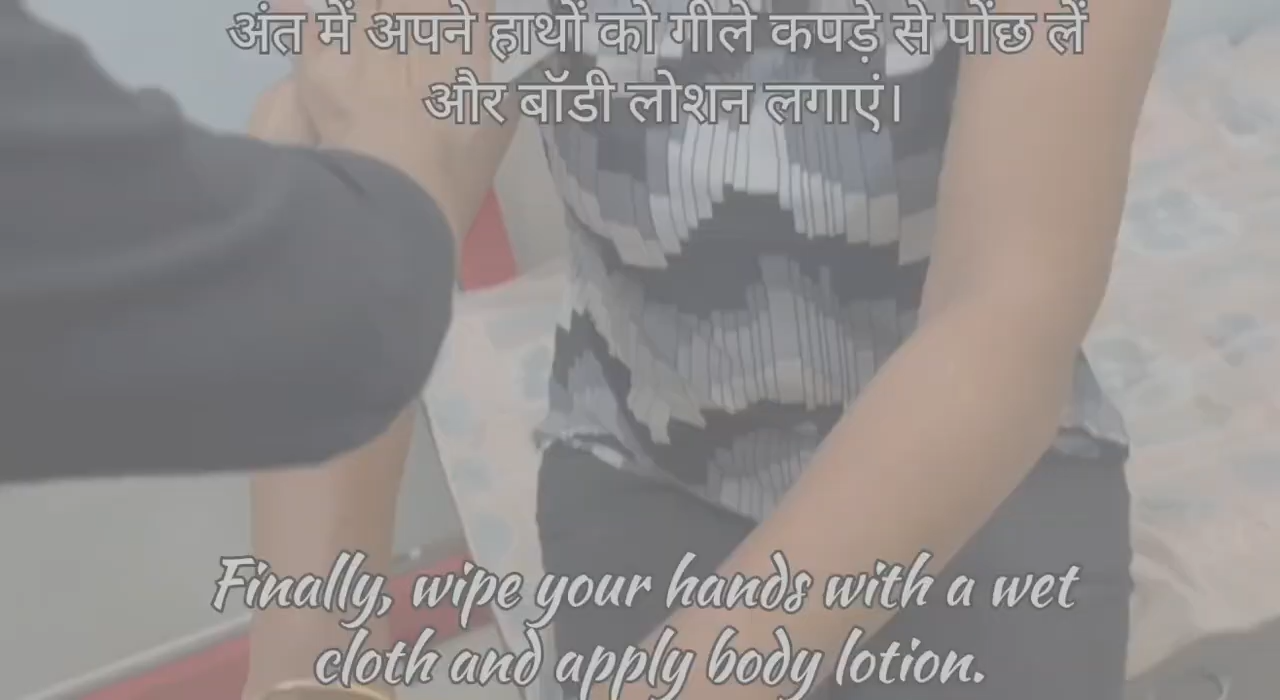 अंत में अपने हाथों को गीले कपड़े से पोंछ लें
और बॉडी लोशन लगाएं।
Finally, wipe your hands with a wet
cloth and apply body lotion.